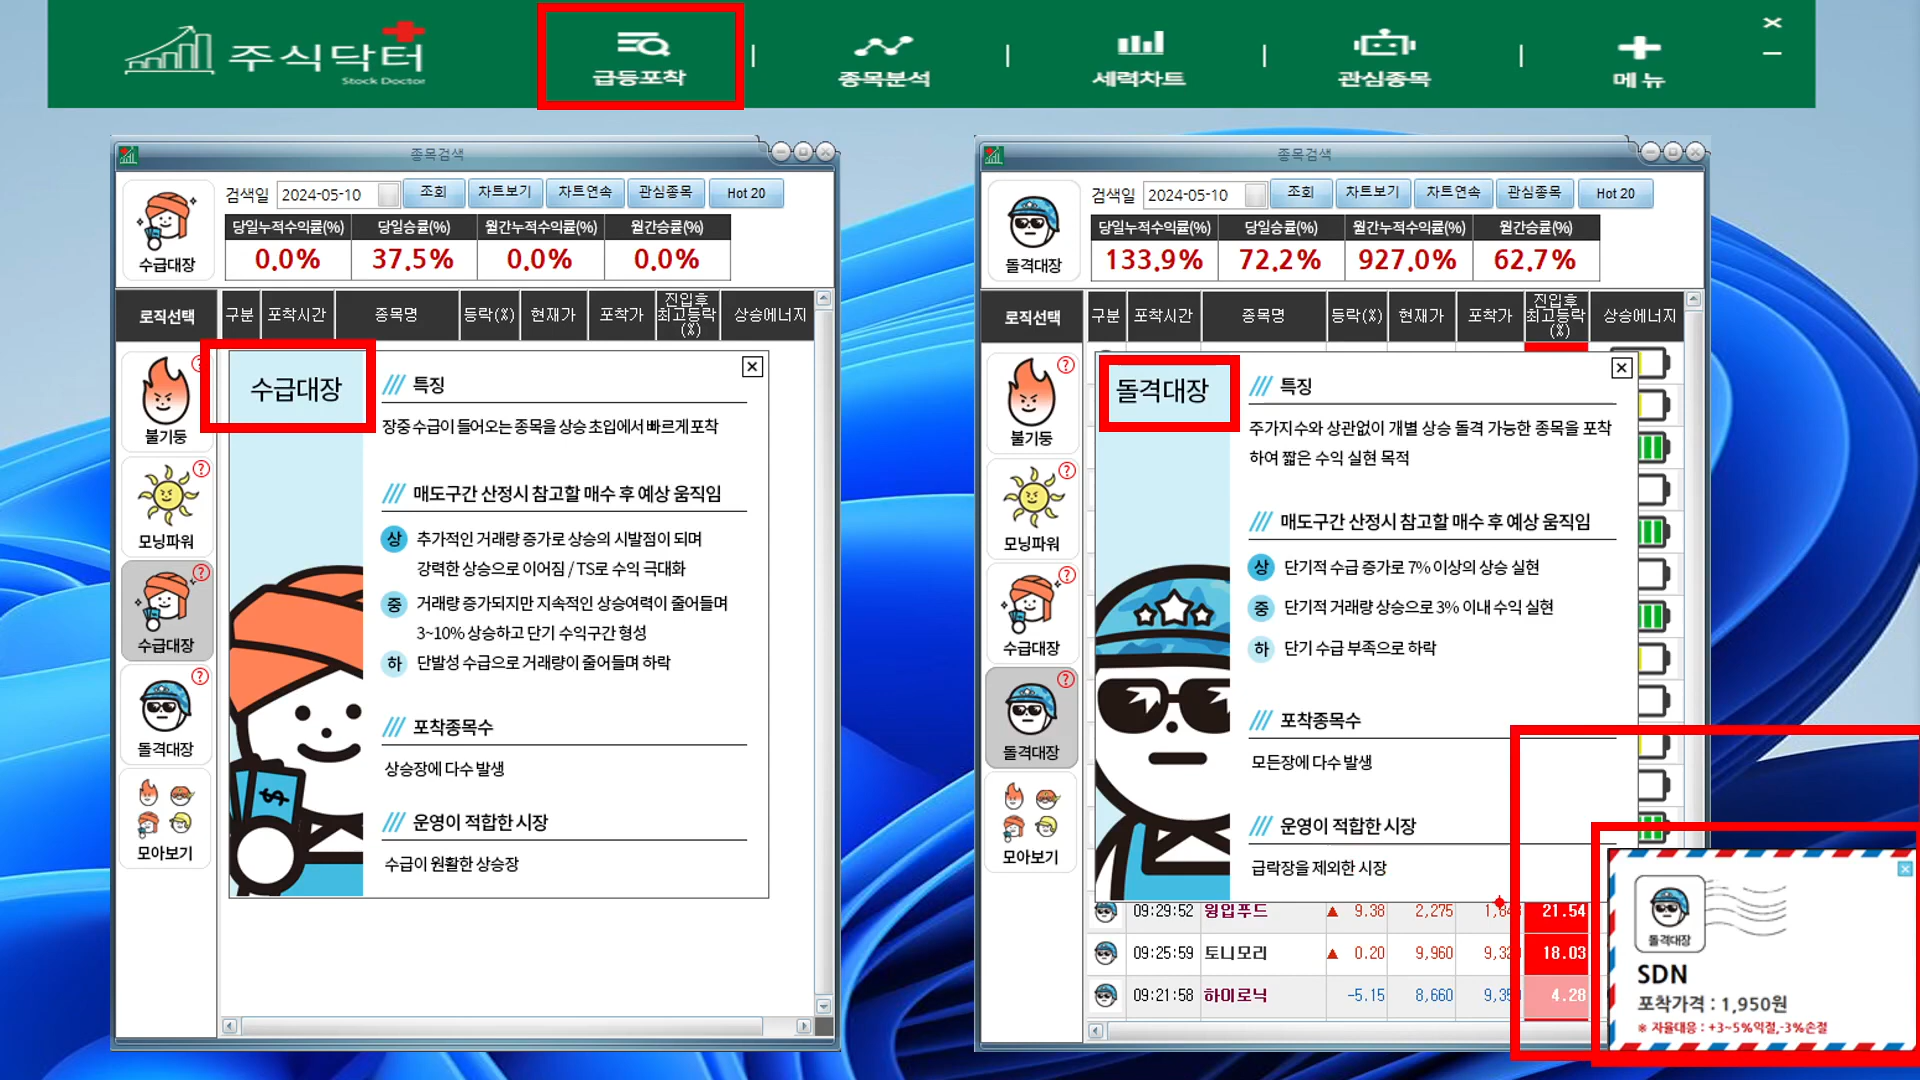 주식닥터
Stock Doctor
급등포착
종목분석
세력차트
관심종목
메뉴
종목검색
수급대장
검색일 2024-05-10 조회 차트보기 차트연속 관심종목 Hot 20
당일누적수익률(%) 당일승률(%) 월간누적수익률(%) 월간승률(%)
0.0% 37.5% 0.0% 0.0%
로직선택 구분 포착시간 종목명 등락(%) 현재가 포착가 진입후 최고등락 (%) 상승에너지
불기둥
모닝파워
수급대장
돌격대장
모아보기
수급대장
/// 특징
장중 수급이 들어오는 종목을 상승 초입에서 빠르게 포착
/// 매도구간 산정시 참고할 매수 후 예상 움직임
상 추가적인 거래량 증가로 상승의 시발점이 되며
강력한 상승으로 이어짐 / TS로 수익 극대화
중 거래량 증가되지만 지속적인 상승여력이 줄어들며
3~10% 상승하고 단기 수익구간 형성
하 단발성 수급으로 거래량이 줄어들며 하락
/// 포착종목수
상승장에 다수 발생
/// 운영이 적합한 시장
수급이 원활한 상승장
종목검색
돌격대장
검색일 2024-05-10 조회 차트보기 차트연속 관심종목 Hot 20
당일누적수익률(%) 당일승률(%) 월간누적수익률(%) 월간승률(%)
133.9% 72.2% 927.0% 62.7%
로직선택 구분 포착시간 종목명 등락(%) 현재가 포착가 진입후 최고등락 (%) 상승에너지
불기둥
모닝파워
수급대장
돌격대장
모아보기
돌격대장
/// 특징
주가지수와 상관없이 개별 상승 돌격 가능한 종목을 포착
하여 짧은 수익 실현 목적
/// 매도구간 산정시 참고할 매수 후 예상 움직임
상 단기적 수급 증가로 7% 이상의 상승 실현
중 단기적 거래량 상승으로 3% 이내 수익 실현
하 단기 수급 부족으로 하락
/// 포착종목수
모든장에 다수 발생
/// 운영이 적합한 시장
급락장을 제외한 시장
09:29:52 윙입푸드 ▲ 9.38 2,275 21.54
09:25:59 토니모리 ▲ 0.20 9,960 18.03
09:21:58 하이로닉 -5.15 8,660 4.28
돌격대장
SDN
포착가격 : 1,950원
※ 자율대응 : +3~5%익절,-3%손절